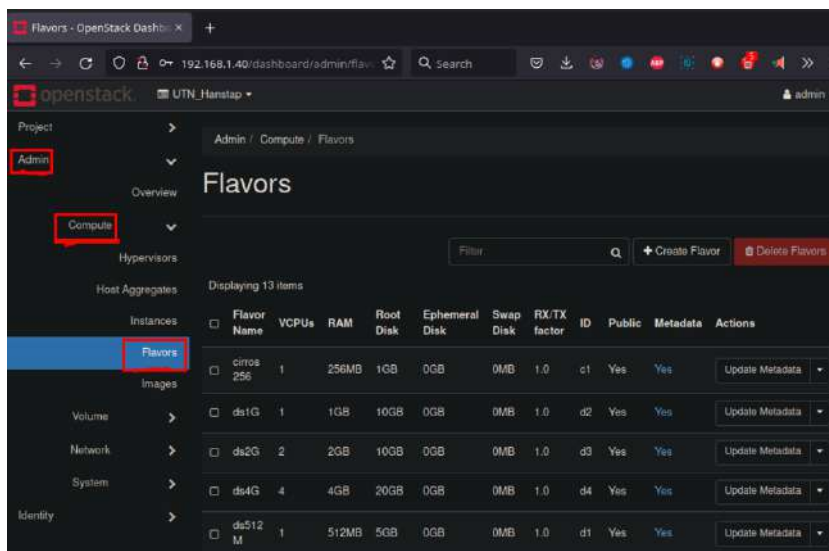 Flavors - OpenStack Dashbo
192.168.1.40/dashboard/admin/flav
Search
openstack. UTN_Hanstap admin
Project
Admin
Overview
Compute
Hypervisors
Host Aggregates
Instances
Flavors
Images
Volume
Network
System
Identity
Admin / Compute / Flavors
Flavors
Filter + Create Flavor Delete Flavors
Displaying 13 items
Flavor Name VCPUs RAM Root Disk Ephemeral Disk Swap Disk RX/TX factor ID Public Metadata Actions
cirros 256 1 256MB 1GB 0GB 0MB 1.0 c1 Yes Yes Update Metadata
ds1G 1 1GB 10GB 0GB 0MB 1.0 d2 Yes Yes Update Metadata
ds2G 2 2GB 10GB 0GB 0MB 1.0 d3 Yes Yes Update Metadata
ds4G 4 4GB 20GB 0GB 0MB 1.0 d4 Yes Yes Update Metadata
ds512 M 1 512MB 5GB 0GB 0MB 1.0 d1 Yes Yes Update Metadata